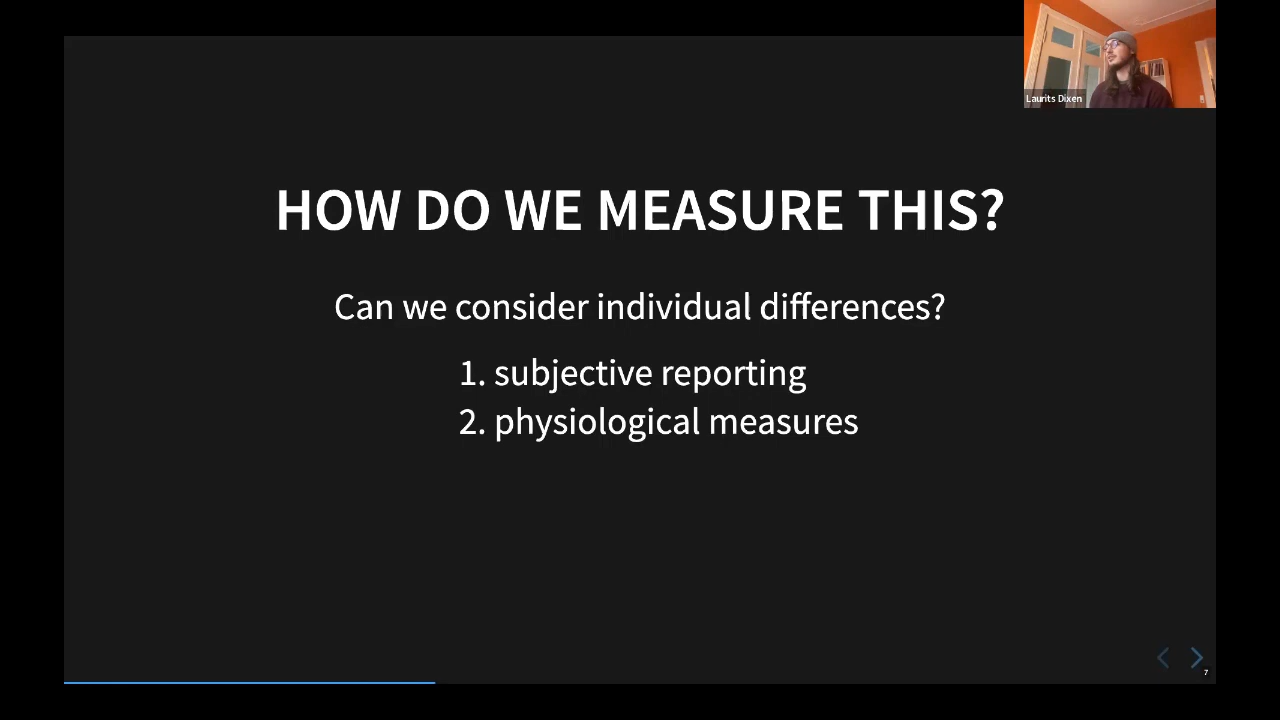 Laurits Dixen
HOW DO WE MEASURE THIS?
Can we consider individual differences?
1. subjective reporting
2. physiological measures
7